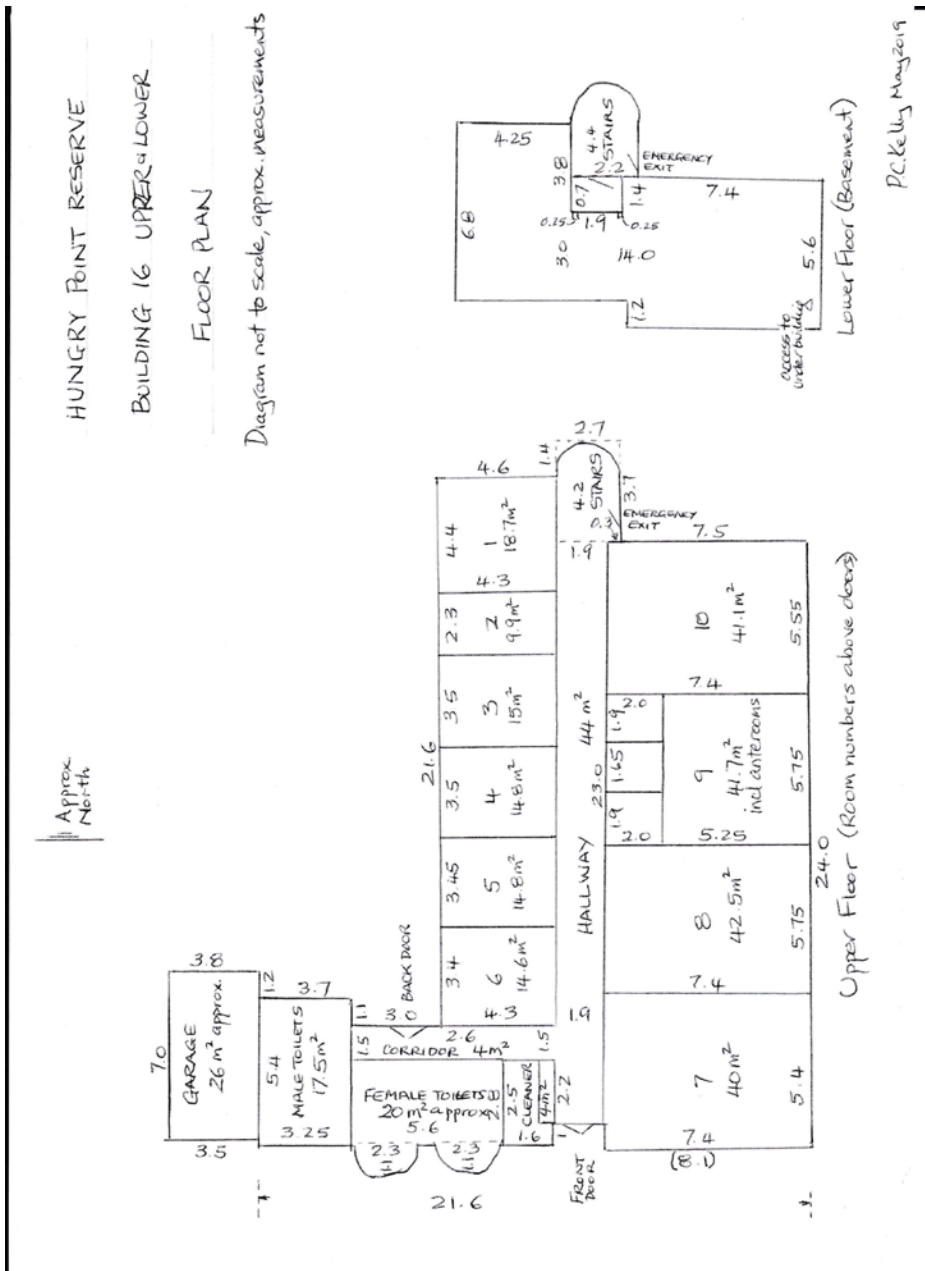 HUNGRY POINT RESERVE
BUILDING 16 UPPER & LOWER
FLOOR PLAN
Diagram not to scale, approx. measurements
Approx
North
7.0
3.8
GARAGE
26 m² approx.
3.5
1.2
5.4
MALE TOILETS
17.5m²
3.7
3.25
1.1
3.0
BACK DOOR
1.5
2.6
CORRIDOR 4m²
1.5
FEMALE TOILETS
20m² approx
5.6
2.8
2.5
CLEANER
4m²
1.6
2.2
2.3
1.1
2.3
1.1
21.6
1
FRONT
DOOR
21.6
3.4
6
14.6m²
4.3
3.45
5
14.8m²
3.5
4
14.8m²
3.5
3
15m²
2.3
2
9.9m²
4.4
1
18.7m²
4.3
4.6
1.4
2.7
4.2
STAIRS
3.7
0.3
EMERGENCY
EXIT
1.9
HALLWAY
23.0
44 m²
1.9
7
40m²
7.4
(8.1)
5.4
8
42.5m²
7.4
5.75
1.9
2.0
1.65
1.9
2.0
9
41.7m²
incl anterooms
5.25
5.75
10
41.1m²
7.4
7.5
5.55
24.0
Upper Floor (Room numbers above doors)
6.8
4.25
3.8
4.4
STAIRS
2.2
0.7
EMERGENCY
EXIT
0.25
1.9
0.25
1.4
3.0
14.0
7.4
1.2
5.6
access to
under building
Lower Floor (Basement)
P.C.Kelly May 2019